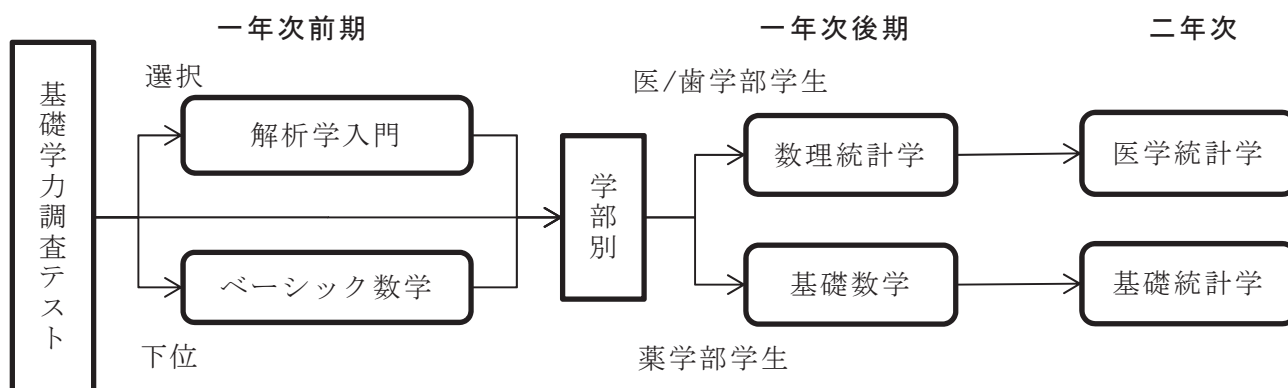 一年次前期
一年次後期
二年次
基礎学力調査テスト
選択
解析学入門
ベーシック数学
下位
学部別
医/歯学部学生
数理統計学
医学統計学
基礎数学
基礎統計学
薬学部学生